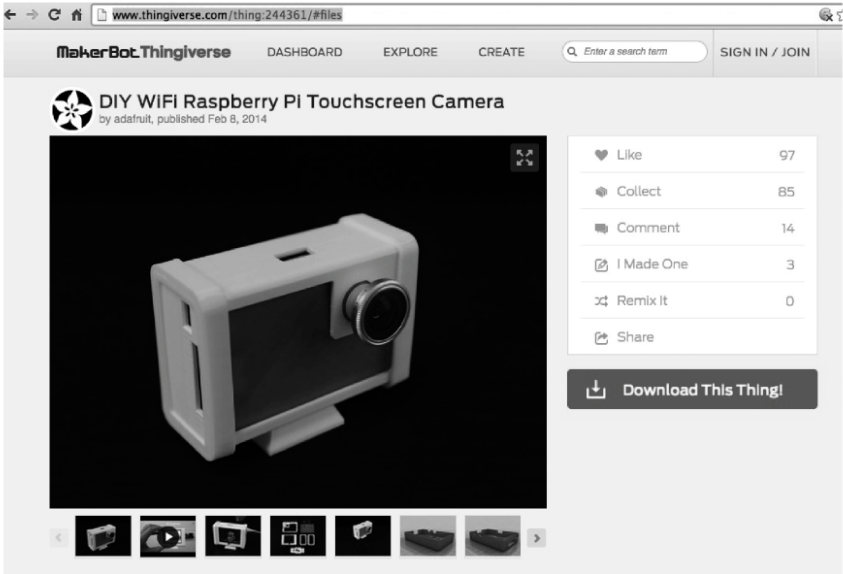 www.thingiverse.com/thing:244361/#files
MakerBot Thingiverse DASHBOARD EXPLORE CREATE Enter a search term SIGN IN / JOIN
DIY WiFi Raspberry Pi Touchscreen Camera
by adafruit, published Feb 8, 2014
Like 97
Collect 85
Comment 14
I Made One 3
Remix It 0
Share
Download This Thing!